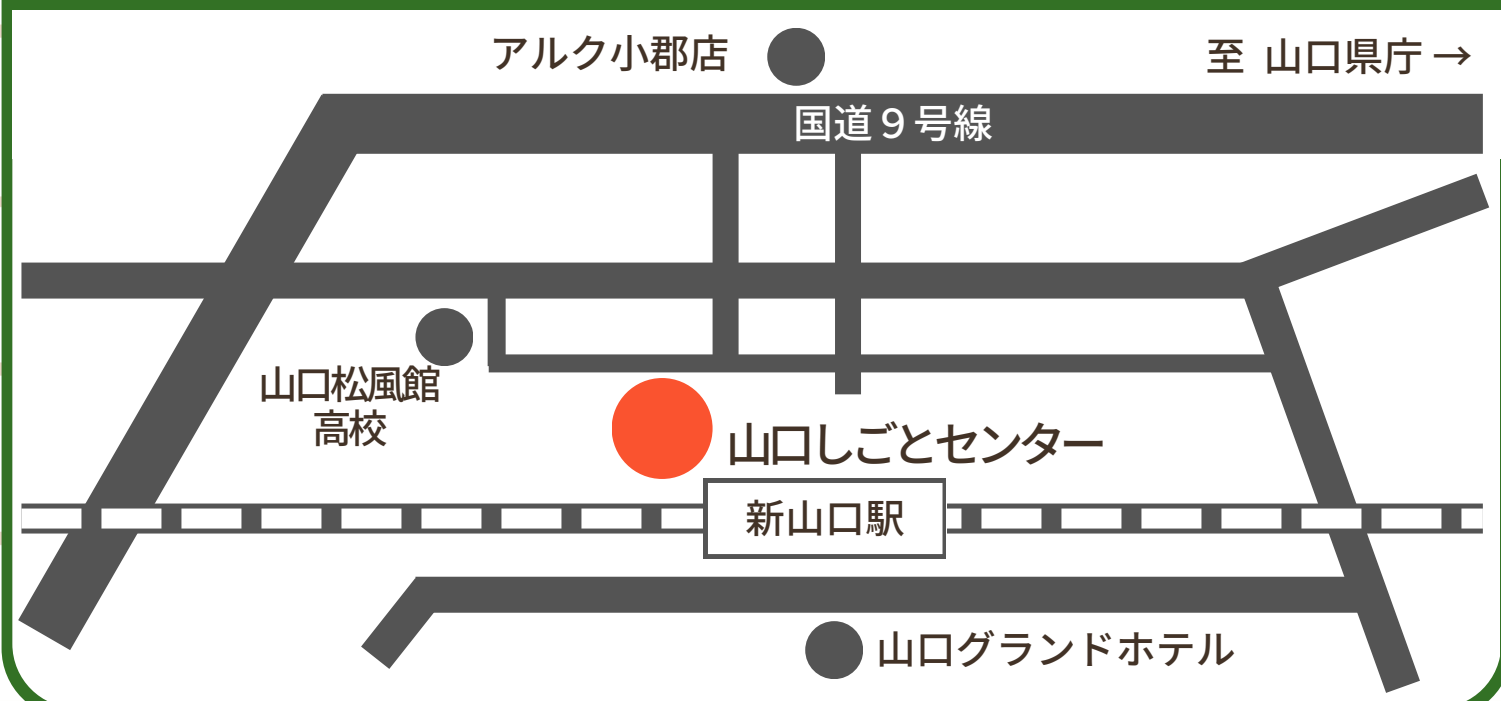 アルク小郡店
至 山口県庁→
国道９号線
山口松風館
高校
山口しごとセンター
新山口駅
山口グランドホテル